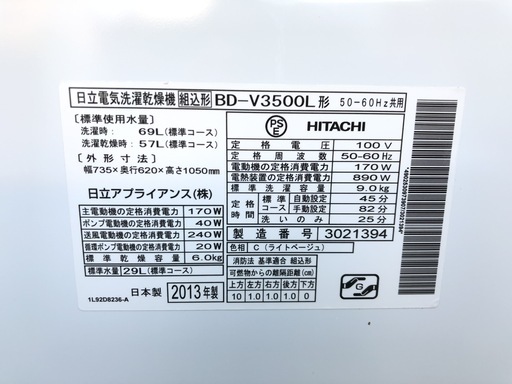 日立電気洗濯乾燥機 組込形 BD-V3500L形 50-60Hz共用
〔標準使用水量〕
洗濯時: 69L(標準コース)
洗乾時: 57L(標準コース)
〔外形寸法〕
幅735×奥行620×高さ1050mm
日立アプライアンス(株)
主電動機の定格消費電力 170W
ポンプ電動機の定格消費電力 40W
送風電動機の定格消費電力 240W
循環ポンプ電動機の定格消費電力 20W
標準乾燥容量 6.0kg
標準水量 29L(標準コース)
日本製 2013年製
1L92D8236-A
PSE HITACHI
定格電圧 100V
定格周波数 50-60Hz
電動機の定格消費電力 170W
電熱装置の定格消費電力 890W
標準洗濯容量 9.0kg
定格時間 標準コース 自動設定 45分
手動設定 82分
洗いのみ 25分
製造番号 3021394
色相 C(ライトベージュ)
消防法 基準適合 組込形
可燃物からの離隔距離(cm)
上方 左方 右方 前方 後方 下方
10 1.0 1.0 0 1.0 0
G